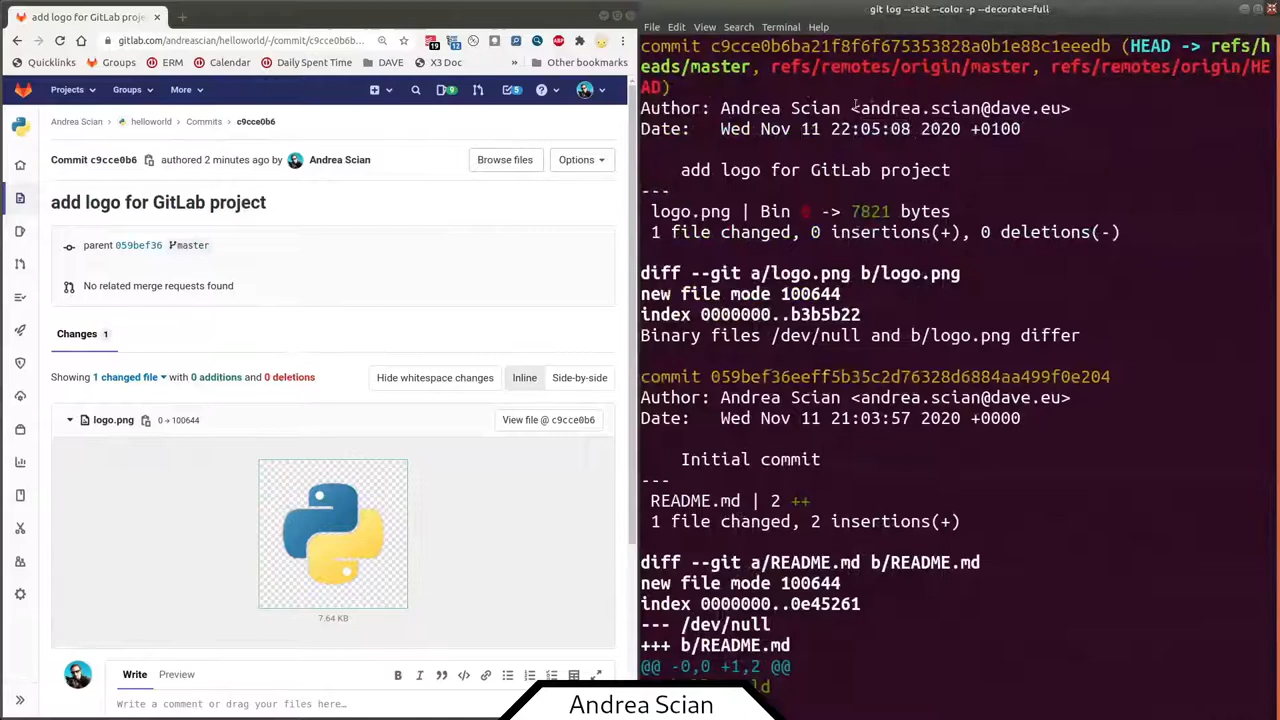 add logo for GitLab proje
git log --stat --color -p --decorate=full
gitlab.com/andreascian/helloworld/-/commit/c9cce0b6b...
19
12
ABP
Quicklinks
Groups
ERM
Calendar
Daily Spent Time
DAVE
X3 Doc
Other bookmarks
File Edit View Search Terminal Help
Projects
Groups
More
9
5
Andrea Scian
helloworld
Commits
c9cce0b6
Commit c9cce0b6 authored 2 minutes ago by Andrea Scian
Browse files
Options
add logo for GitLab project
parent 059bef36 master
No related merge requests found
Changes 1
Showing 1 changed file with 0 additions and 0 deletions
Hide whitespace changes
Inline
Side-by-side
logo.png
0 → 100644
View file @ c9cce0b6
7.64 KB
Write
Preview
Write a comment or drag your files here…
commit c9cce0b6ba21f8f6f675353828a0b1e88c1eeedb (HEAD -> refs/h
eads/master, refs/remotes/origin/master, refs/remotes/origin/HE
AD)
Author: Andrea Scian <andrea.scian@dave.eu>
Date:   Wed Nov 11 22:05:08 2020 +0100
add logo for GitLab project
---
logo.png | Bin 0 -> 7821 bytes
1 file changed, 0 insertions(+), 0 deletions(-)
diff --git a/logo.png b/logo.png
new file mode 100644
index 0000000..b3b5b22
Binary files /dev/null and b/logo.png differ
commit 059bef36eeff5b35c2d76328d6884aa499f0e204
Author: Andrea Scian <andrea.scian@dave.eu>
Date:   Wed Nov 11 21:03:57 2020 +0000
Initial commit
---
README.md | 2 ++
1 file changed, 2 insertions(+)
diff --git a/README.md b/README.md
new file mode 100644
index 0000000..0e45261
--- /dev/null
+++ b/README.md
@@ -0,0 +1,2 @@
Andrea Scian